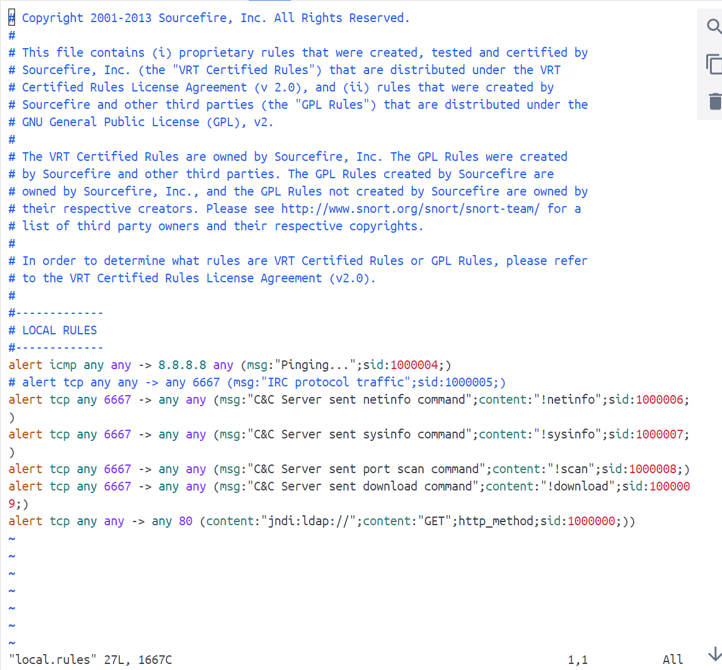 # Copyright 2001-2013 Sourcefire, Inc. All Rights Reserved.
#
# This file contains (i) proprietary rules that were created, tested and certified by
# Sourcefire, Inc. (the "VRT Certified Rules") that are distributed under the VRT
# Certified Rules License Agreement (v 2.0), and (ii) rules that were created by
# Sourcefire and other third parties (the "GPL Rules") that are distributed under the
# GNU General Public License (GPL), v2.
#
# The VRT Certified Rules are owned by Sourcefire, Inc. The GPL Rules were created
# by Sourcefire and other third parties. The GPL Rules created by Sourcefire are
# owned by Sourcefire, Inc., and the GPL Rules not created by Sourcefire are owned by
# their respective creators. Please see http://www.snort.org/snort/snort-team/ for a
# list of third party owners and their respective copyrights.
#
# In order to determine what rules are VRT Certified Rules or GPL Rules, please refer
# to the VRT Certified Rules License Agreement (v2.0).
#
#-------------
# LOCAL RULES
#-------------
alert icmp any any -> 8.8.8.8 any (msg:"Pinging...";sid:1000004;)
# alert tcp any any -> any 6667 (msg:"IRC protocol traffic";sid:1000005;)
alert tcp any 6667 -> any any (msg:"C&C Server sent netinfo command";content:"!netinfo";sid:1000006;
)
alert tcp any 6667 -> any any (msg:"C&C Server sent sysinfo command";content:"!sysinfo";sid:1000007;
)
alert tcp any 6667 -> any any (msg:"C&C Server sent port scan command";content:"!scan";sid:1000008;)
alert tcp any 6667 -> any any (msg:"C&C Server sent download command";content:"!download";sid:100000
9;)
alert tcp any any -> any 80 (content:"jndi:ldap://";content:"GET";http_method;sid:1000000;))
~
~
~
~
~
~
~
"local.rules" 27L, 1667C 1,1 All